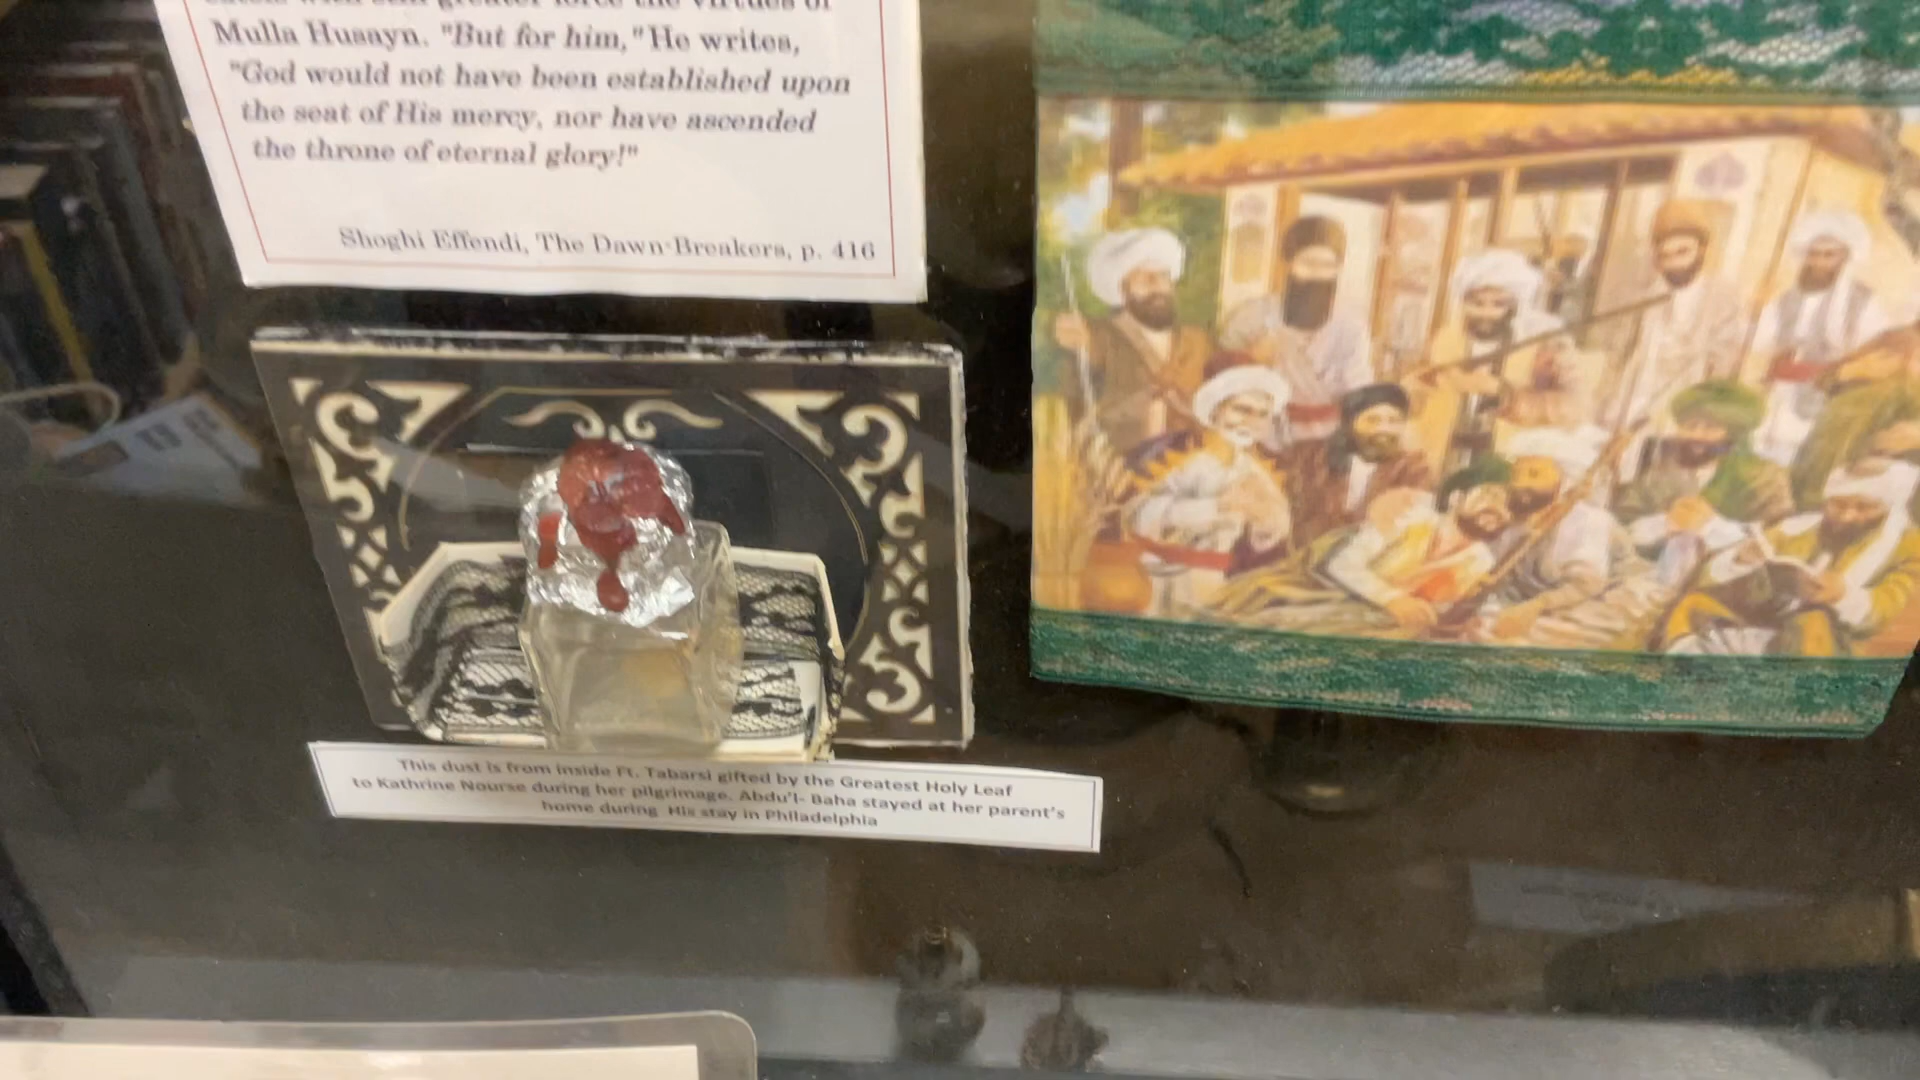 Mulla Husayn. "But for him," He writes,
"God would not have been established upon
the seat of His mercy, nor have ascended
the throne of eternal glory!"
Shoghi Effendi, The Dawn-Breakers, p. 416
This dust is from inside Ft. Tabarsi gifted by the Greatest Holy Leaf
to Kathrine Nourse during her pilgrimage. Abdu'l- Baha stayed at her parent's
home during His stay in Philadelphia